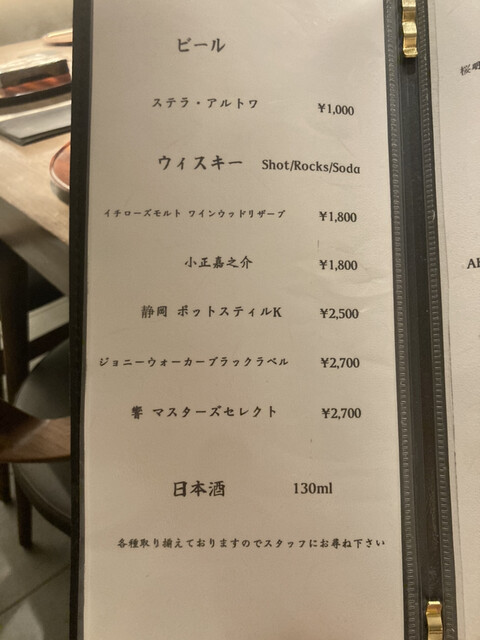 ビール
ステラ・アルトワ ¥1,000
ウィスキー Shot/Rocks/Soda
イチローズモルト ワインウッドリザーブ ¥1,800
小正嘉之介 ¥1,800
静岡 ポットスティルK ¥2,500
ジョニーウォーカーブラックラベル ¥2,700
響 マスターズセレクト ¥2,700
日本酒 130ml
各種取り揃えておりますのでスタッフにお尋ね下さい